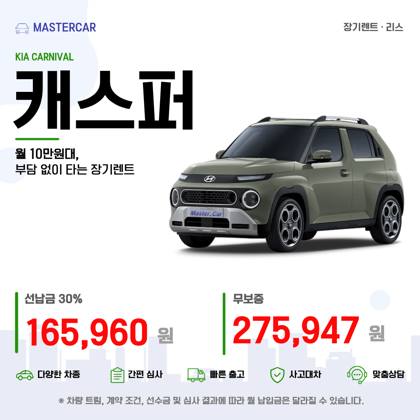 MASTERCAR
장기렌트 · 리스
KIA CARNIVAL
캐스퍼
월 10만원대,
부담 없이 타는 장기렌트
Master Car
선납금 30%
165,960 원
무보증
275,947 원
다양한 차종
간편 심사
빠른 출고
사고대차
맞춤상담
※ 차량 트림, 계약 조건, 선수금 및 심사 결과에 따라 월 납입금은 달라질 수 있습니다.